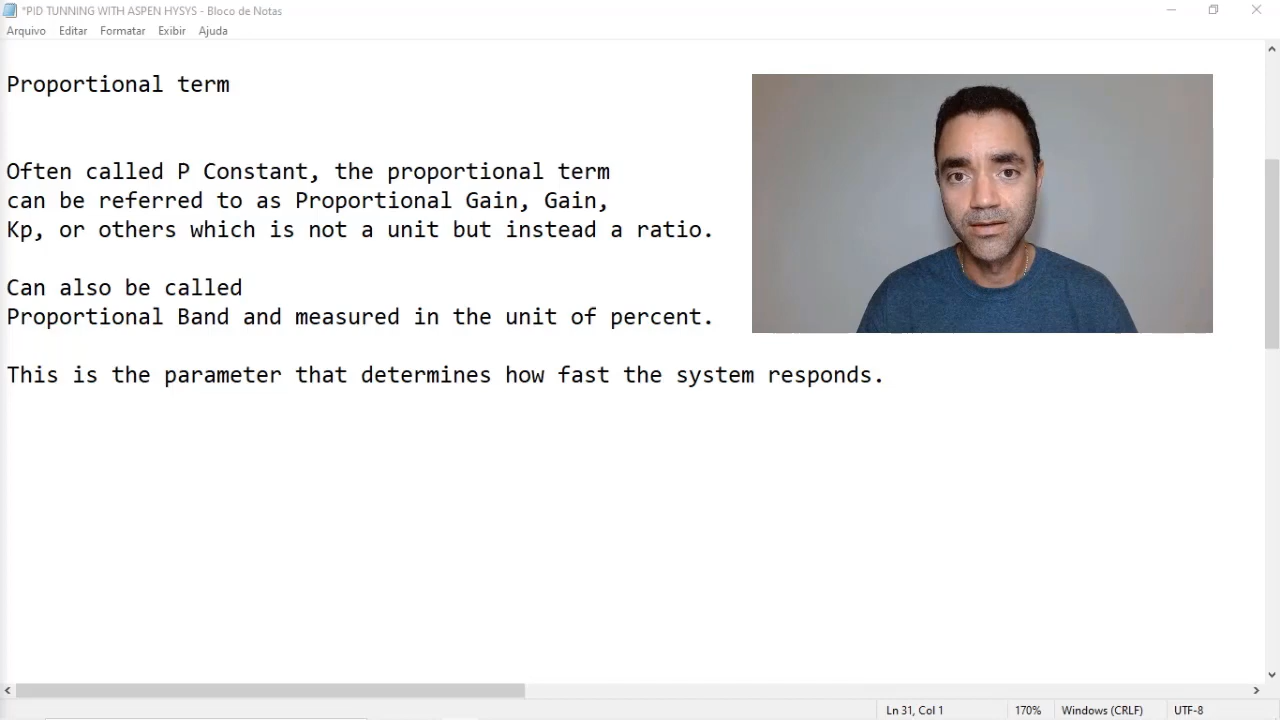 *PID TUNNING WITH ASPEN HYSYS - Bloco de Notas
Arquivo Editar Formatar Exibir Ajuda
Proportional term
Often called P Constant, the proportional term
can be referred to as Proportional Gain, Gain,
Kp, or others which is not a unit but instead a ratio.
Can also be called
Proportional Band and measured in the unit of percent.
This is the parameter that determines how fast the system responds.
Ln 31, Col 1 170% Windows (CRLF) UTF-8